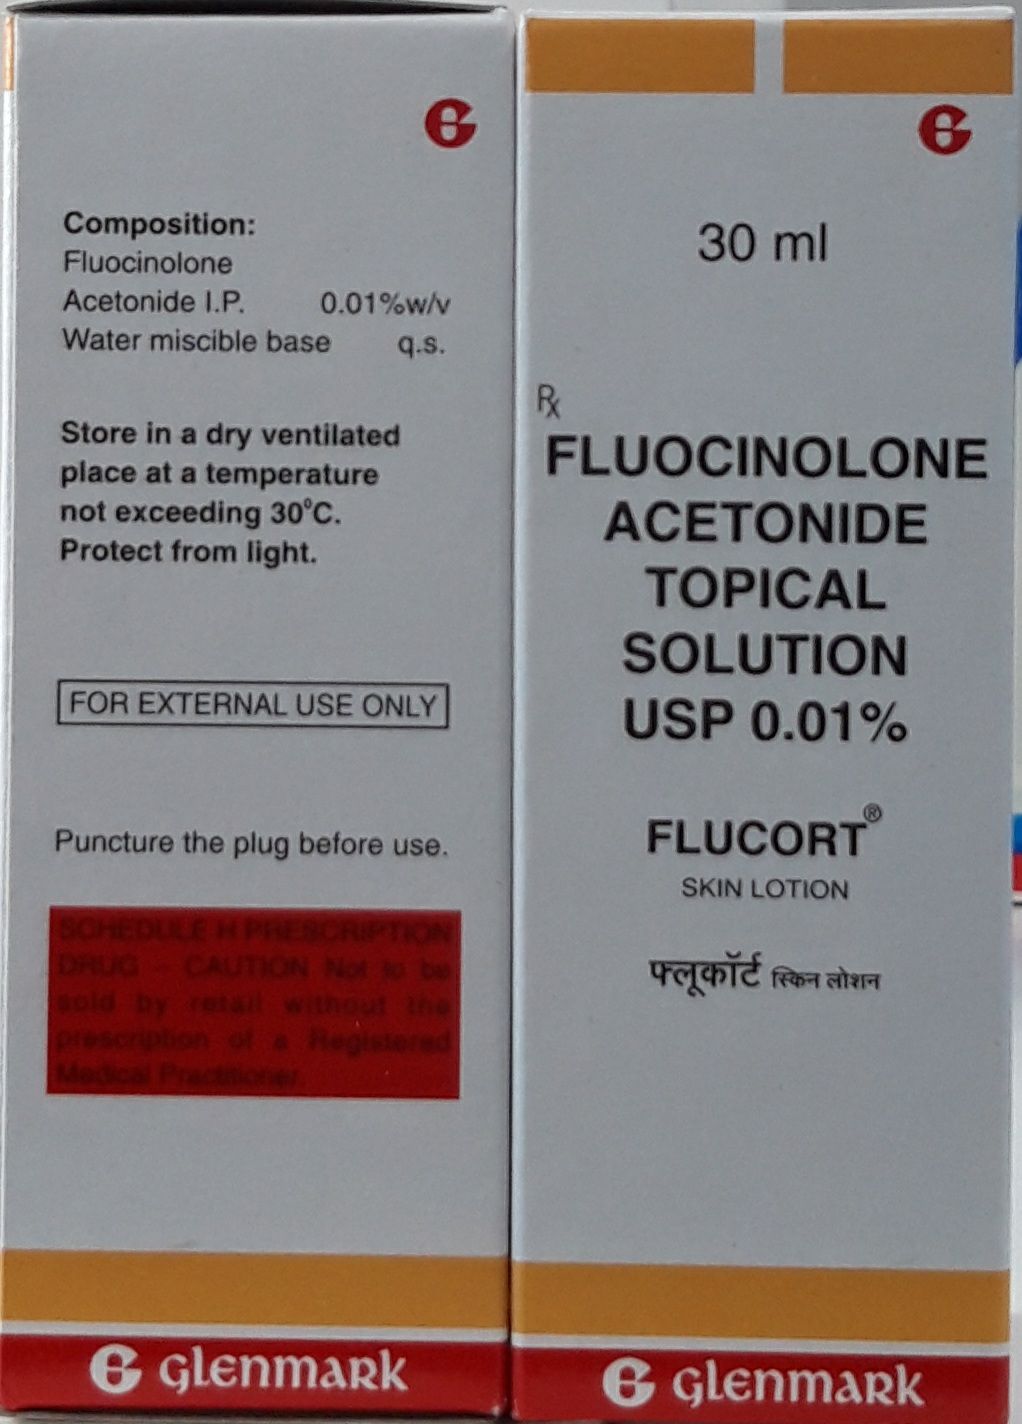 Composition:
Fluocinolone
Acetonide I.P. 0.01%w/v
Water miscible base q.s.
Store in a dry ventilated
place at a temperature
not exceeding 30°C.
Protect from light.
FOR EXTERNAL USE ONLY
Puncture the plug before use.
SCHEDULE H PRESCRIPTION
DRUG - CAUTION Not to be
sold by retail without the
prescription of a Registered
Medical Practitioner.
G GLENMARK
G
30 ml
Rx
FLUOCINOLONE
ACETONIDE
TOPICAL
SOLUTION
USP 0.01%
FLUCORT®
SKIN LOTION
फ्लूकॉर्ट स्किन लोशन
G GLENMARK